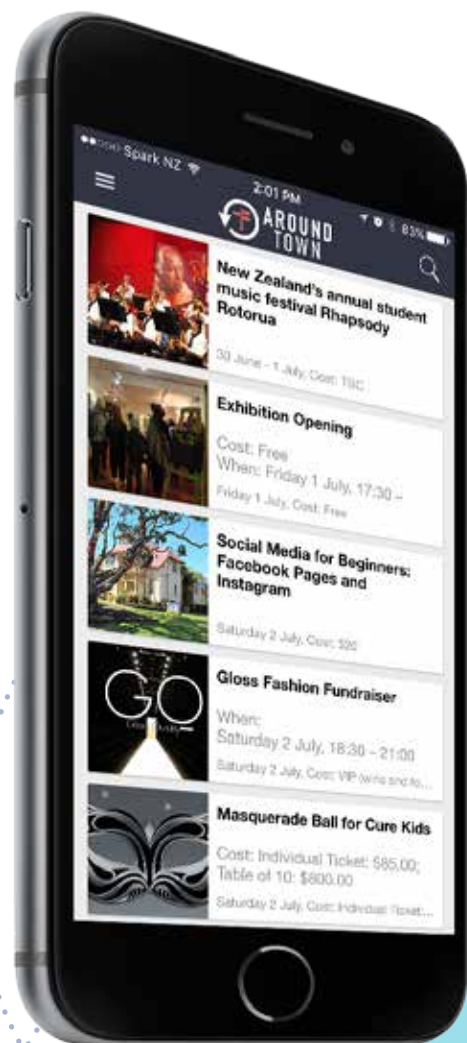 Spark NZ
2:01 PM
83%
AROUND
TOWN
New Zealand's annual student
music festival Rhapsody
Rotorua
30 June – 1 July, Cost: TBC
Exhibition Opening
Cost: Free
When: Friday 1 July, 17:30 –
Friday 1 July, Cost: Free
Social Media for Beginners:
Facebook Pages and
Instagram
Saturday 2 July, Cost: $20
Gloss Fashion Fundraiser
When:
Saturday 2 July, 18:30 – 21:00
Saturday 2 July, Cost: VIP (wins and fo...
GO
Masquerade Ball for Cure Kids
Cost: Individual Ticket: $85.00;
Table of 10: $800.00
Saturday 2 July, Cost: Individual Ticket:...